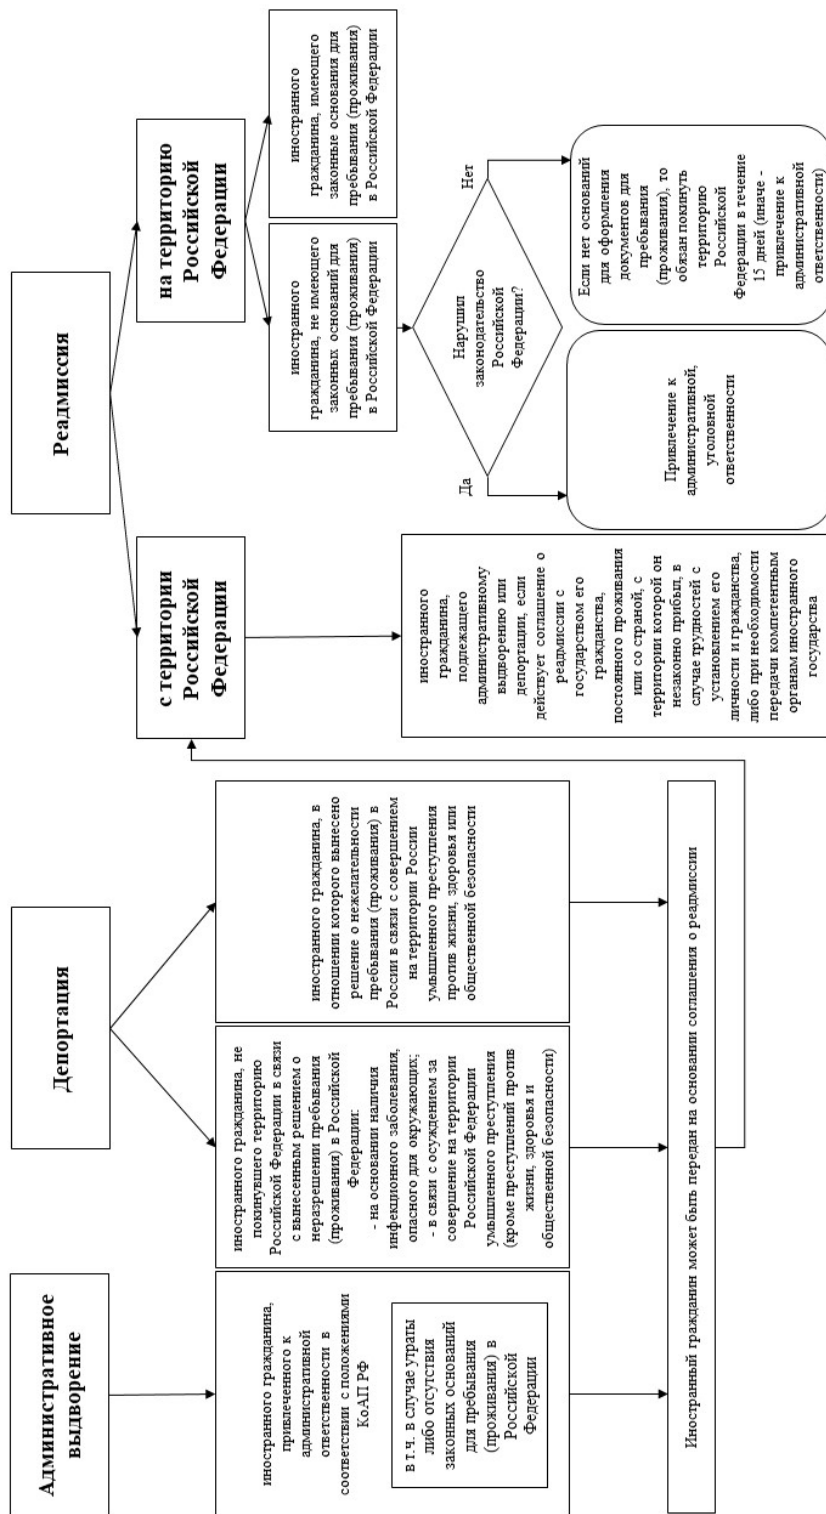 Административное
выдворение
иностранного гражданина,
привлеченного к
административной
ответственности в
соответствии с положениями
КоАП РФ
в т.ч. в случае утраты
либо отсутствия
законных оснований
для пребывания
(проживания) в
Российской
Федерации
Депортация
иностранного гражданина, не
покинувшего территорию
Российской Федерации в связи
с вынесенным решением о
неразрешении пребывания
(проживания) в Российской
Федерации:
- на основании наличия
инфекционного заболевания,
опасного для окружающих;
- в связи с осуждением за
совершение на территории
Российской Федерации
умышленного преступления
(кроме преступлений против
жизни, здоровья и
общественной безопасности)
иностранного гражданина, в
отношении которого вынесено
решение о нежелательности
пребывания (проживания) в
России в связи с совершением
на территории России
умышленного преступления
против жизни, здоровья или
общественной безопасности
Иностранный гражданин может быть передан на основании соглашения о реадмиссии
Реадмиссия
с территории
Российской
Федерации
иностранного
гражданина,
подлежащего
административному
выдворению или
депортации, если
действует соглашение о
реадмиссии с
государством его
гражданства,
постоянного проживания
или со страной, с
территории которой он
незаконно прибыл, в
случае трудностей с
установлением его
личности и гражданства,
либо при необходимости
передачи компетентным
органам иностранного
государства
на территорию
Российской
Федерации
иностранного
гражданина, не имеющего
законных оснований для
пребывания (проживания)
в Российской Федерации
иностранного
гражданина, имеющего
законные основания для
пребывания (проживания)
в Российской Федерации
Нарушил
законодательство
Российской
Федерации?
Да
Нет
Привлечение к
административной,
уголовной
ответственности
Если нет оснований
для оформления
документов для
пребывания
(проживания), то
обязан покинуть
территорию
Российской
Федерации в течение
15 дней (иначе -
привлечение к
административной
ответственности)